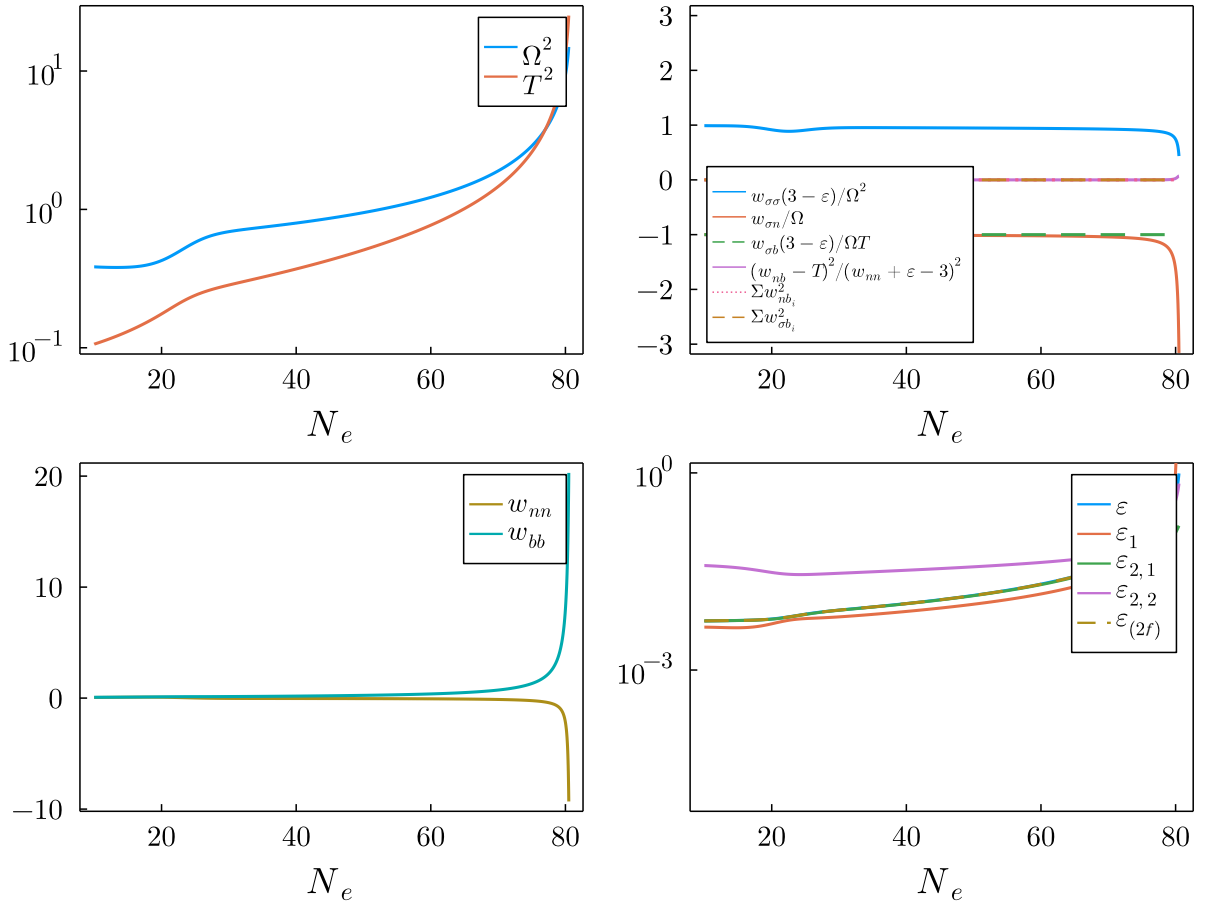 10^1
10^0
10^{-1}
20 40 60 80
N_e
Ω^2
T^2
3
2
1
0
−1
−2
−3
20 40 60 80
N_e
w_{σσ}(3 − ε)/Ω^2
w_{σn}/Ω
w_{σb}(3 − ε)/ΩT
(w_{nb} − T)^2/(w_{nn} + ε − 3)^2
Σw^2_{nb_i}
Σw^2_{σb_i}
20
10
0
−10
20 40 60 80
N_e
w_{nn}
w_{bb}
10^0
10^{-3}
20 40 60 80
N_e
ε
ε_1
ε_{2,1}
ε_{2,2}
ε_{(2f)}